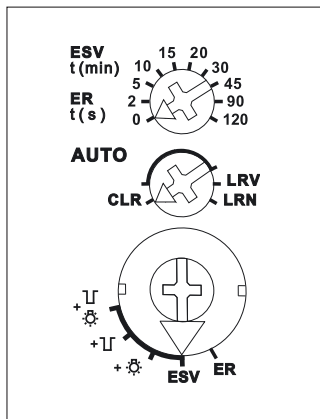 ESV
t (min)
ER
t ( s )
0
2
5
10
15
20
30
45
90
120
AUTO
CLR
LRV
LRN
+
+
+
ESV
ER